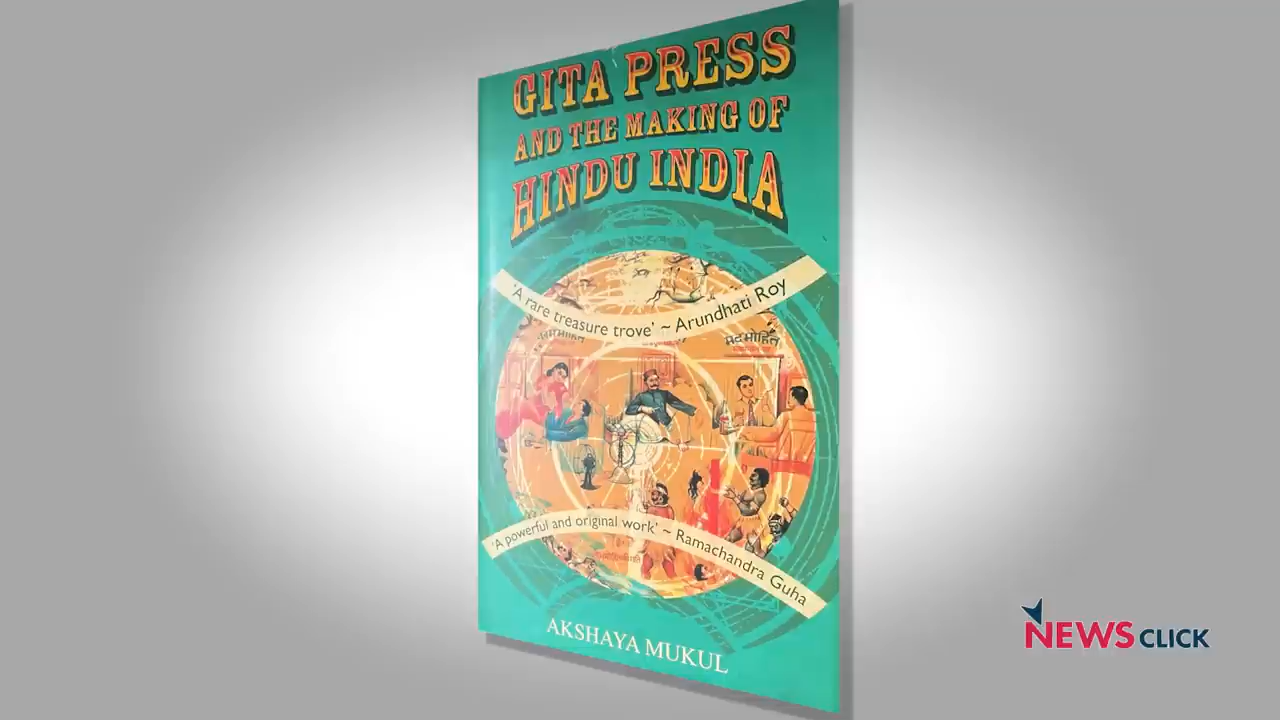 GITA PRESS
AND THE MAKING OF
HINDU INDIA
'A rare treasure trove' ~ Arundhati Roy
मदमोहित
'A powerful and original work' ~ Ramachandra Guha
AKSHAYA MUKUL
NEWSCLICK